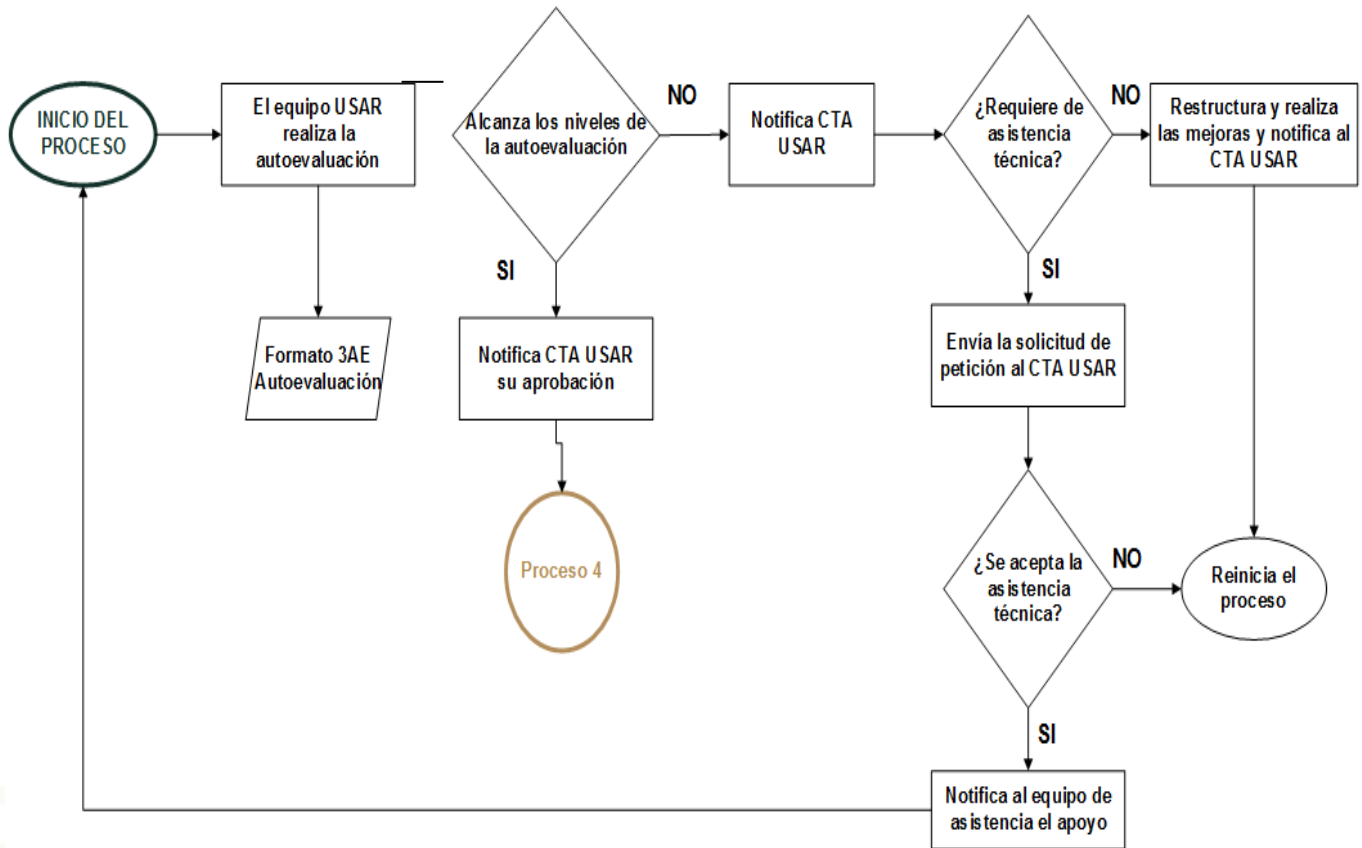 INICIO DEL
PROCESO
El equipo USAR
realiza la
autoevaluación
Formato 3AE
Autoevaluación
Alcanza los niveles de
la autoevaluación
NO
SI
Notifica CTA USAR
su aprobación
Proceso 4
Notifica CTA
USAR
¿Requiere de
asistencia
técnica?
NO
SI
Restructura y realiza
las mejoras y notifica al
CTA USAR
Envía la solicitud de
petición al CTA USAR
¿Se acepta la
asistencia
técnica?
NO
SI
Reinicia el
proceso
Notifica al equipo de
asistencia el apoyo